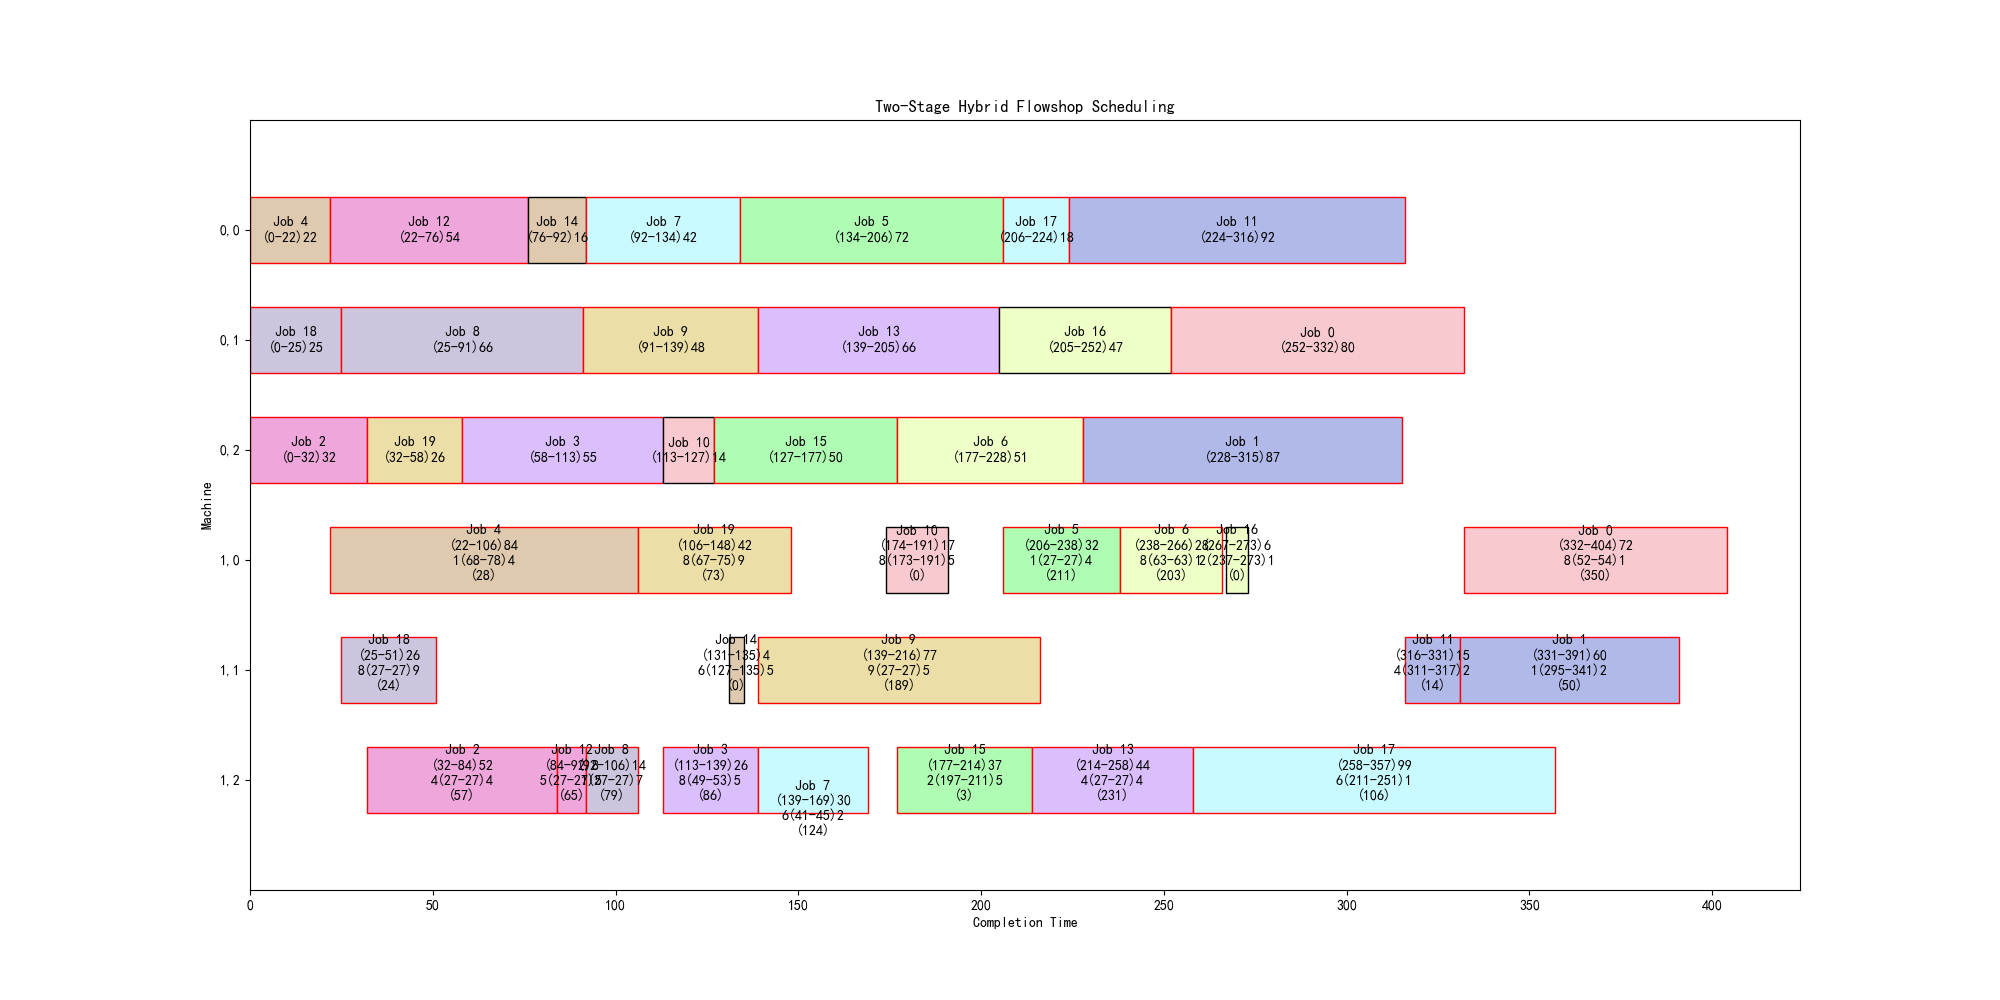 Two-Stage Hybrid Flowshop Scheduling
0,0
Job 4
(0-22)22
Job 12
(22-76)54
Job 14
(76-92)16
Job 7
(92-134)42
Job 5
(134-206)72
Job 17
(206-224)18
Job 11
(224-316)92
0,1
Job 18
(0-25)25
Job 8
(25-91)66
Job 9
(91-139)48
Job 13
(139-205)66
Job 16
(205-252)47
Job 0
(252-332)80
0,2
Job 2
(0-32)32
Job 19
(32-58)26
Job 3
(58-113)55
Job 10
(113-127)14
Job 15
(127-177)50
Job 6
(177-228)51
Job 1
(228-315)87
Machine
1,0
Job 4
(22-106)84
1(68-78)4
(28)
Job 19
(106-148)42
8(67-75)9
(73)
Job 10
(174-191)17
8(173-191)5
(0)
Job 5
(206-238)32
1(27-27)4
(211)
Job 6
(238-266)28
8(63-63)1
(203)
Job 16
(267-273)6
2(237-273)1
(0)
Job 0
(332-404)72
8(52-54)1
(350)
1,1
Job 18
(25-51)26
8(27-27)9
(24)
Job 14
(131-135)4
6(127-135)5
(0)
Job 9
(139-216)77
9(27-27)5
(189)
Job 11
(316-331)15
4(311-317)2
(14)
Job 1
(331-391)60
1(295-341)2
(50)
1,2
Job 2
(32-84)52
4(27-27)4
(57)
Job 12
(84-92)8
(65)
Job 8
(92-106)14
(79)
Job 3
(113-139)26
8(49-53)5
(86)
Job 7
(139-169)30
6(41-45)2
(124)
Job 15
(177-214)37
2(197-211)5
(3)
Job 13
(214-258)44
4(27-27)4
(231)
Job 17
(258-357)99
6(211-251)1
(106)
0
50
100
150
200
250
300
350
400
Completion Time